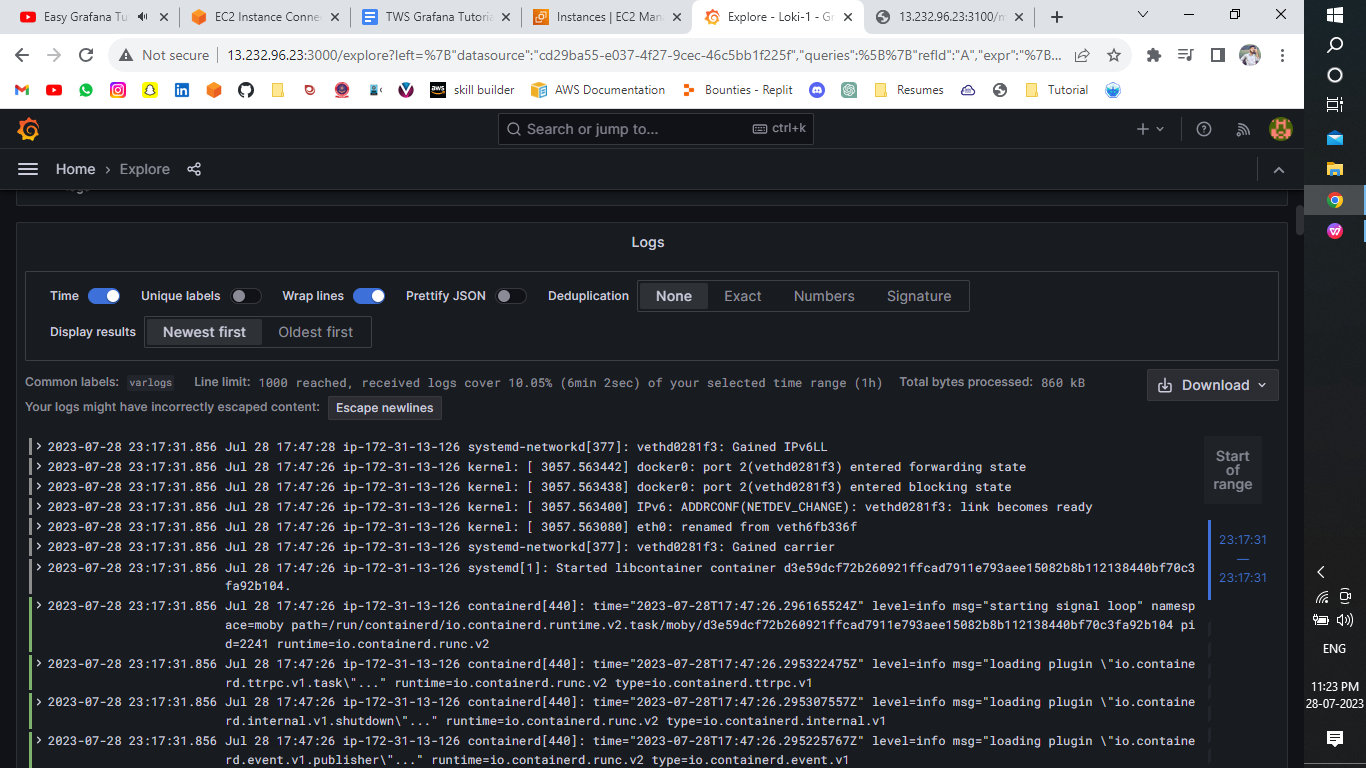 Easy Grafana Tu
EC2 Instance Conne
TWS Grafana Tutoria
Instances | EC2 Man
Explore - Loki-1 - Gr
13.232.96.23:3100/m
Not secure
13.232.96.23:3000/explore?left=%7B"datasource":"cd29ba55-e037-4f27-9cec-46c5bb1f225f","queries":%5B%7B"refId":"A","expr":"%7B...
aws skill builder
AWS Documentation
Bounties - Replit
Resumes
Tutorial
Search or jump to...
ctrl+k
Home › Explore
Logs
Time
Unique labels
Wrap lines
Prettify JSON
Deduplication
None
Exact
Numbers
Signature
Display results
Newest first
Oldest first
Common labels: varlogs Line limit: 1000 reached, received logs cover 10.05% (6min 2sec) of your selected time range (1h) Total bytes processed: 860 kB
Download
Your logs might have incorrectly escaped content: Escape newlines
2023-07-28 23:17:31.856 Jul 28 17:47:28 ip-172-31-13-126 systemd-networkd[377]: vethd0281f3: Gained IPv6LL
2023-07-28 23:17:31.856 Jul 28 17:47:26 ip-172-31-13-126 kernel: [ 3057.563442] docker0: port 2(vethd0281f3) entered forwarding state
2023-07-28 23:17:31.856 Jul 28 17:47:26 ip-172-31-13-126 kernel: [ 3057.563438] docker0: port 2(vethd0281f3) entered blocking state
2023-07-28 23:17:31.856 Jul 28 17:47:26 ip-172-31-13-126 kernel: [ 3057.563400] IPv6: ADDRCONF(NETDEV_CHANGE): vethd0281f3: link becomes ready
2023-07-28 23:17:31.856 Jul 28 17:47:26 ip-172-31-13-126 kernel: [ 3057.563080] eth0: renamed from veth6fb336f
2023-07-28 23:17:31.856 Jul 28 17:47:26 ip-172-31-13-126 systemd-networkd[377]: vethd0281f3: Gained carrier
2023-07-28 23:17:31.856 Jul 28 17:47:26 ip-172-31-13-126 systemd[1]: Started libcontainer container d3e59dcf72b260921ffcad7911e793aee15082b8b112138440bf70c3
fa92b104.
2023-07-28 23:17:31.856 Jul 28 17:47:26 ip-172-31-13-126 containerd[440]: time="2023-07-28T17:47:26.296165524Z" level=info msg="starting signal loop" namesp
ace=moby path=/run/containerd/io.containerd.runtime.v2.task/moby/d3e59dcf72b260921ffcad7911e793aee15082b8b112138440bf70c3fa92b104 pi
d=2241 runtime=io.containerd.runc.v2
2023-07-28 23:17:31.856 Jul 28 17:47:26 ip-172-31-13-126 containerd[440]: time="2023-07-28T17:47:26.295322475Z" level=info msg="loading plugin \"io.containe
rd.ttrpc.v1.task\"..." runtime=io.containerd.runc.v2 type=io.containerd.ttrpc.v1
2023-07-28 23:17:31.856 Jul 28 17:47:26 ip-172-31-13-126 containerd[440]: time="2023-07-28T17:47:26.295307557Z" level=info msg="loading plugin \"io.containe
rd.internal.v1.shutdown\"..." runtime=io.containerd.runc.v2 type=io.containerd.internal.v1
2023-07-28 23:17:31.856 Jul 28 17:47:26 ip-172-31-13-126 containerd[440]: time="2023-07-28T17:47:26.295225767Z" level=info msg="loading plugin \"io.containe
rd.event.v1.publisher\"..." runtime=io.containerd.runc.v2 type=io.containerd.event.v1
Start
of
range
23:17:31
—
23:17:31
ENG
11:23 PM
28-07-2023